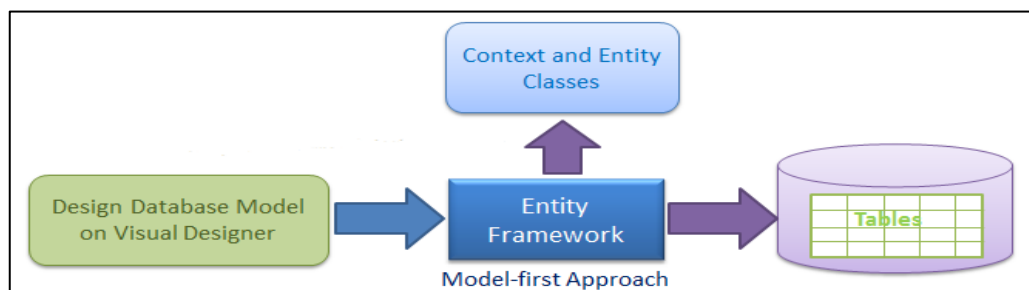 Context and Entity
Classes
Design Database Model
on Visual Designer
Entity
Framework
Tables
Model-first Approach